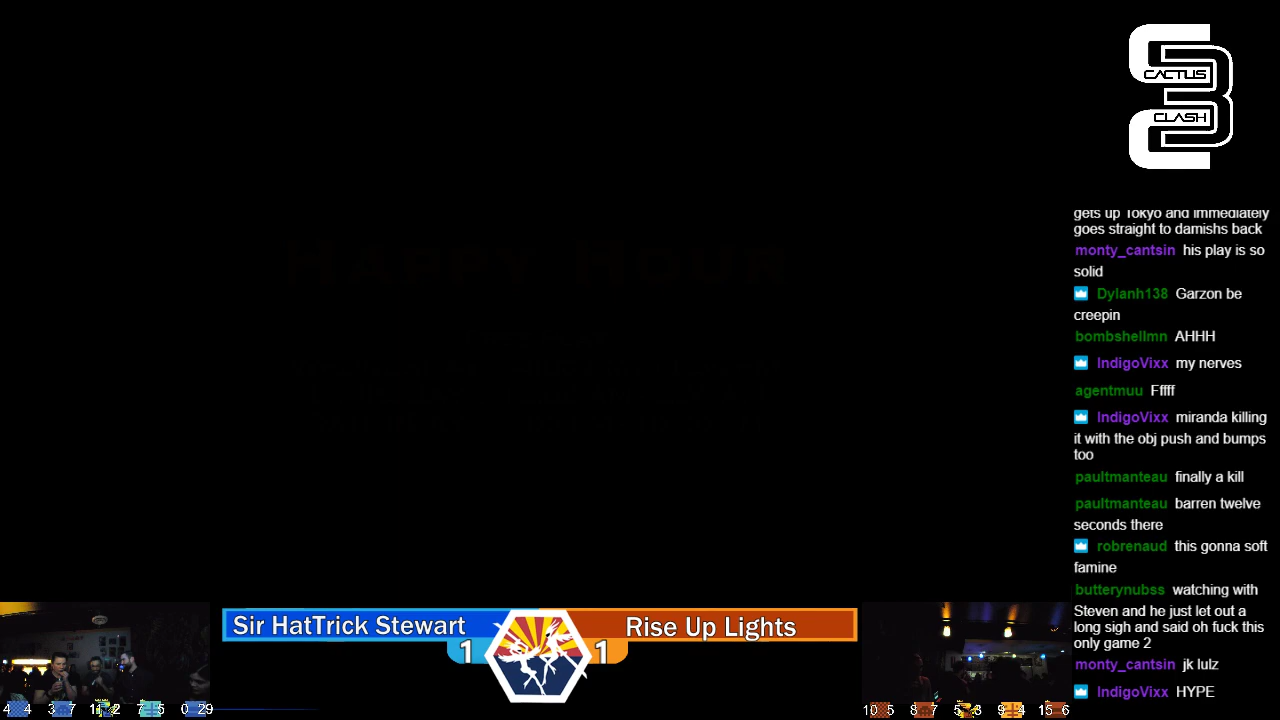 CACTUS
CLASH
gets up Tokyo and immediately
goes straight to damishs back
monty_cantsin his play is so
solid
Dylanh138 Garzon be
creepin
bombshellmn AHHH
IndigoVixx my nerves
agentmuu Fffff
IndigoVixx miranda killing
it with the obj push and bumps
too
paultmanteau finally a kill
paultmanteau barren twelve
seconds there
robrenaud this gonna soft
famine
butterynubss watching with
Steven and he just let out a
long sigh and said oh fuck this
only game 2
monty_cantsin jk lulz
IndigoVixx HYPE
Sir HatTrick Stewart
1
Rise Up Lights
1